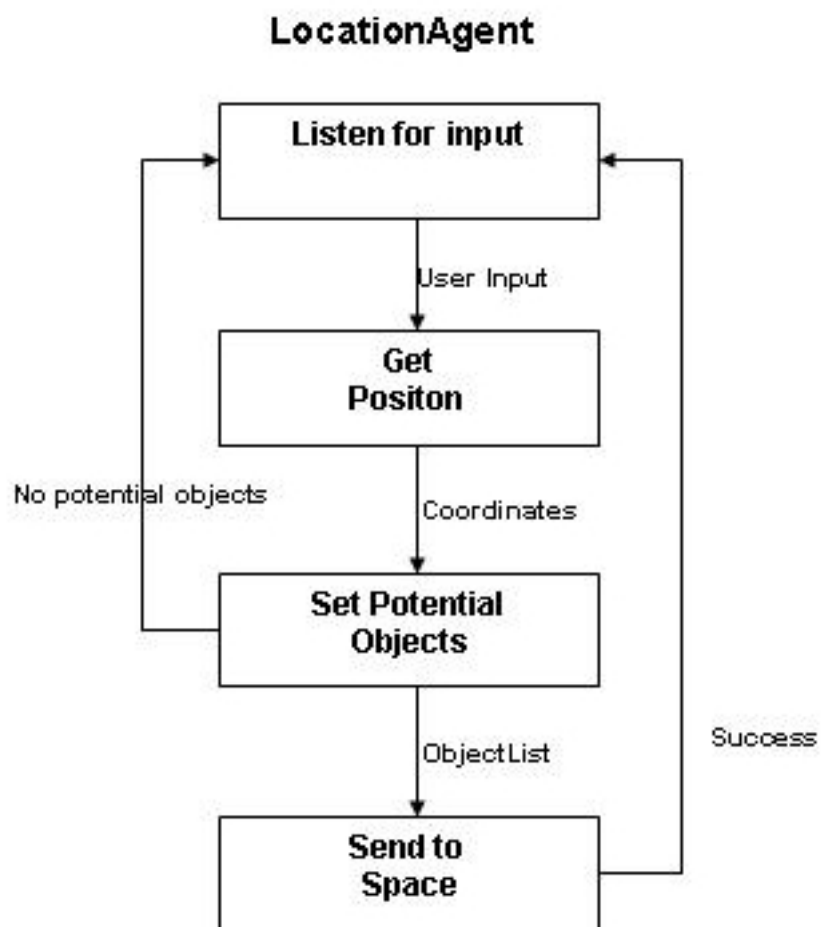 LocationAgent
Listen for input
User Input
Get
Positon
No potential objects
Coordinates
Set Potential
Objects
ObjectList
Success
Send to
Space